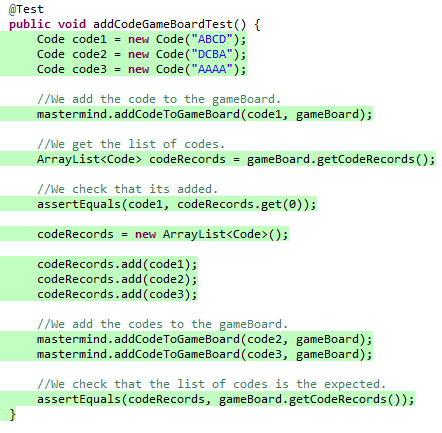 @Test
public void addCodeGameBoardTest() {
    Code code1 = new Code("ABCD");
    Code code2 = new Code("DCBA");
    Code code3 = new Code("AAAA");

    //We add the code to the gameBoard.
    mastermind.addCodeToGameBoard(code1, gameBoard);

    //We get the list of codes.
    ArrayList<Code> codeRecords = gameBoard.getCodeRecords();

    //We check that its added.
    assertEquals(code1, codeRecords.get(0));

    codeRecords = new ArrayList<Code>();

    codeRecords.add(code1);
    codeRecords.add(code2);
    codeRecords.add(code3);

    //We add the codes to the gameBoard.
    mastermind.addCodeToGameBoard(code2, gameBoard);
    mastermind.addCodeToGameBoard(code3, gameBoard);

    //We check that the list of codes is the expected.
    assertEquals(codeRecords, gameBoard.getCodeRecords());
}